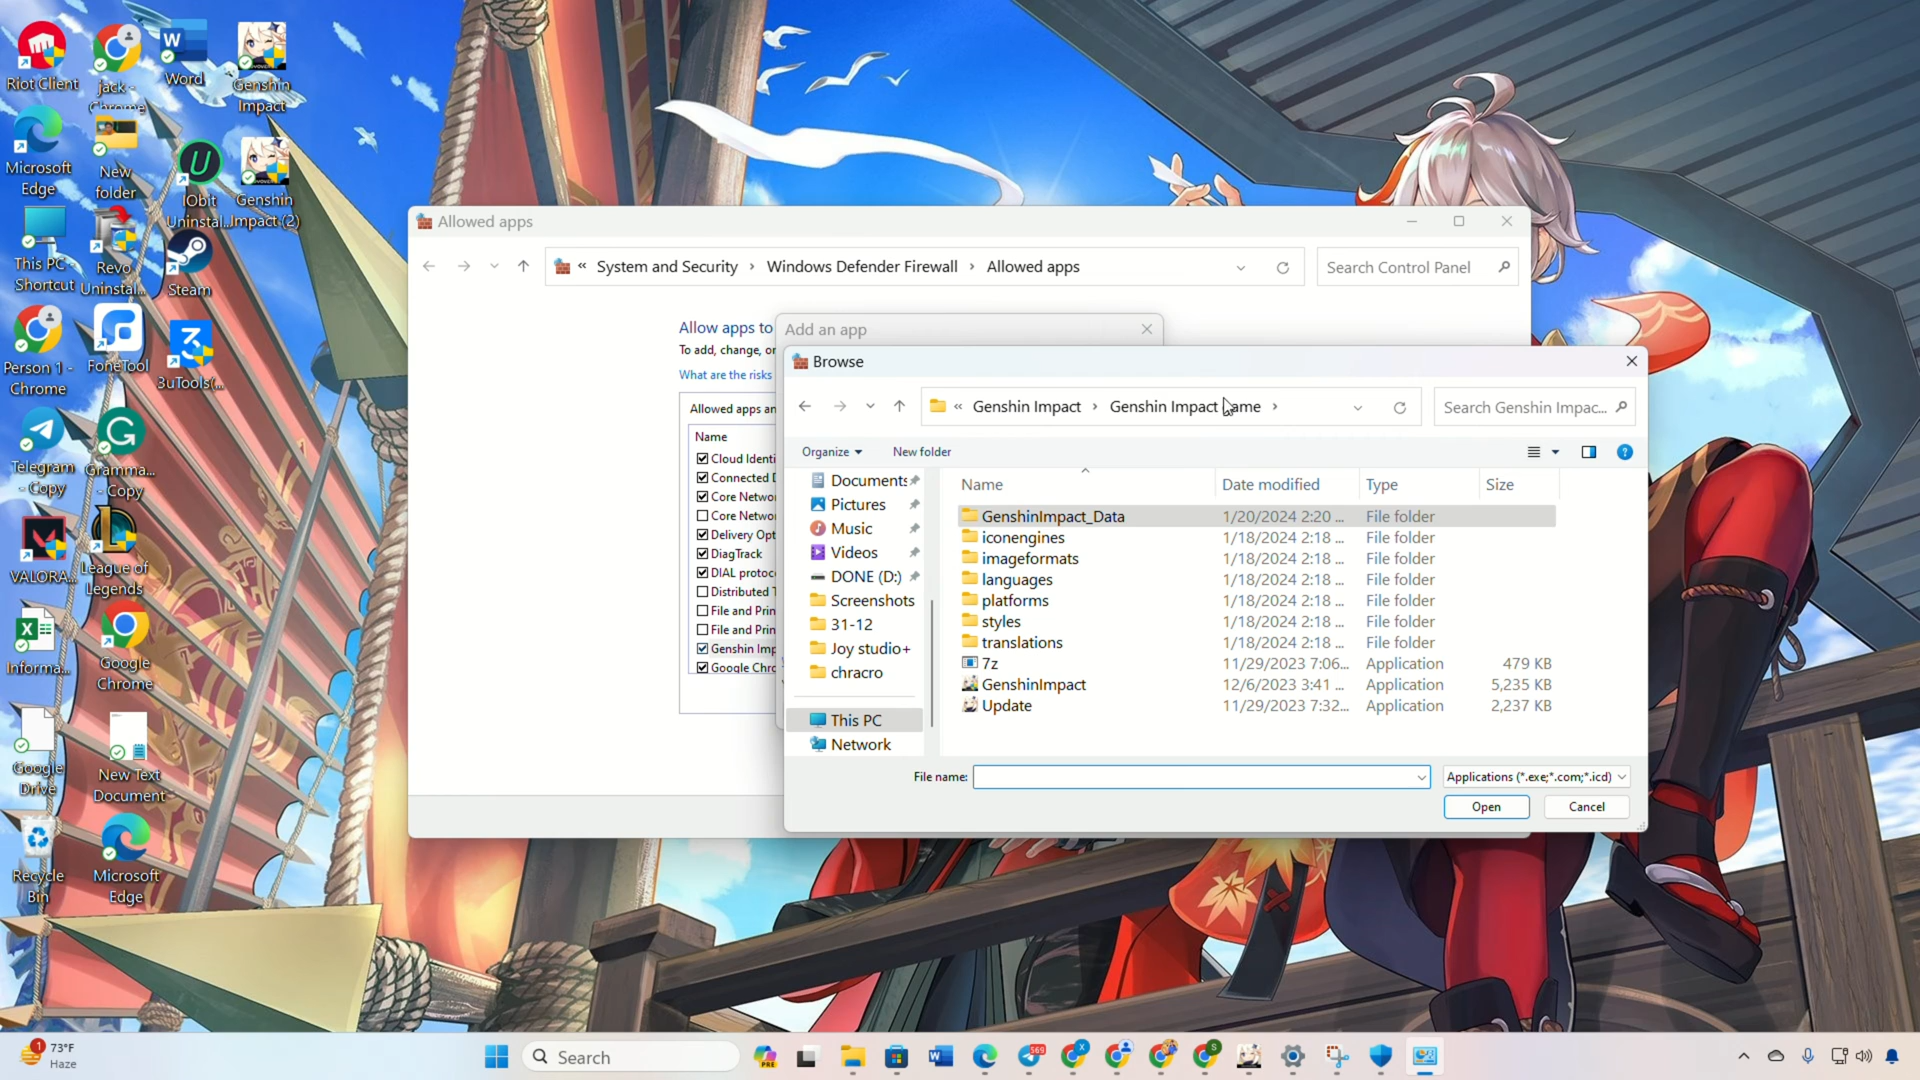 Riot Client
jack -
Chrome
Word
Genshin
Impact
Microsoft
Edge
New
folder
IObit
Uninstal...
Genshin
Impact (2)
This PC -
Shortcut
Revo
Uninstal...
Steam
Person 1 -
Chrome
FoneTool
3uTools(...
Telegram
- Copy
Gramma...
- Copy
VALORA...
League of
Legends
Informa...
Google
Chrome
Google
Drive
New Text
Document
Recycle
Bin
Microsoft
Edge
Allowed apps
« System and Security › Windows Defender Firewall › Allowed apps
Search Control Panel
Allow apps to
To add, change, or
What are the risks
Allowed apps an
Name
Cloud Identi
Connected D
Core Netwo
Core Netwo
Delivery Opt
DiagTrack
DIAL protoc
Distributed T
File and Prin
File and Prin
Genshin Imp
Google Chro
Add an app
Browse
« Genshin Impact › Genshin Impact ame ›
Search Genshin Impac...
Organize
New folder
Documents
Pictures
Music
Videos
DONE (D:)
Screenshots
31-12
Joy studio+
chracro
This PC
Network
Name Date modified Type Size
GenshinImpact_Data 1/20/2024 2:20 ... File folder
iconengines 1/18/2024 2:18 ... File folder
imageformats 1/18/2024 2:18 ... File folder
languages 1/18/2024 2:18 ... File folder
platforms 1/18/2024 2:18 ... File folder
styles 1/18/2024 2:18 ... File folder
translations 1/18/2024 2:18 ... File folder
7z 11/29/2023 7:06... Application 479 KB
GenshinImpact 12/6/2023 3:41 ... Application 5,235 KB
Update 11/29/2023 7:32... Application 2,237 KB
File name:
Applications (*.exe;*.com;*.icd)
Open
Cancel
1
73°F
Haze
Search
PRE
569
X
S